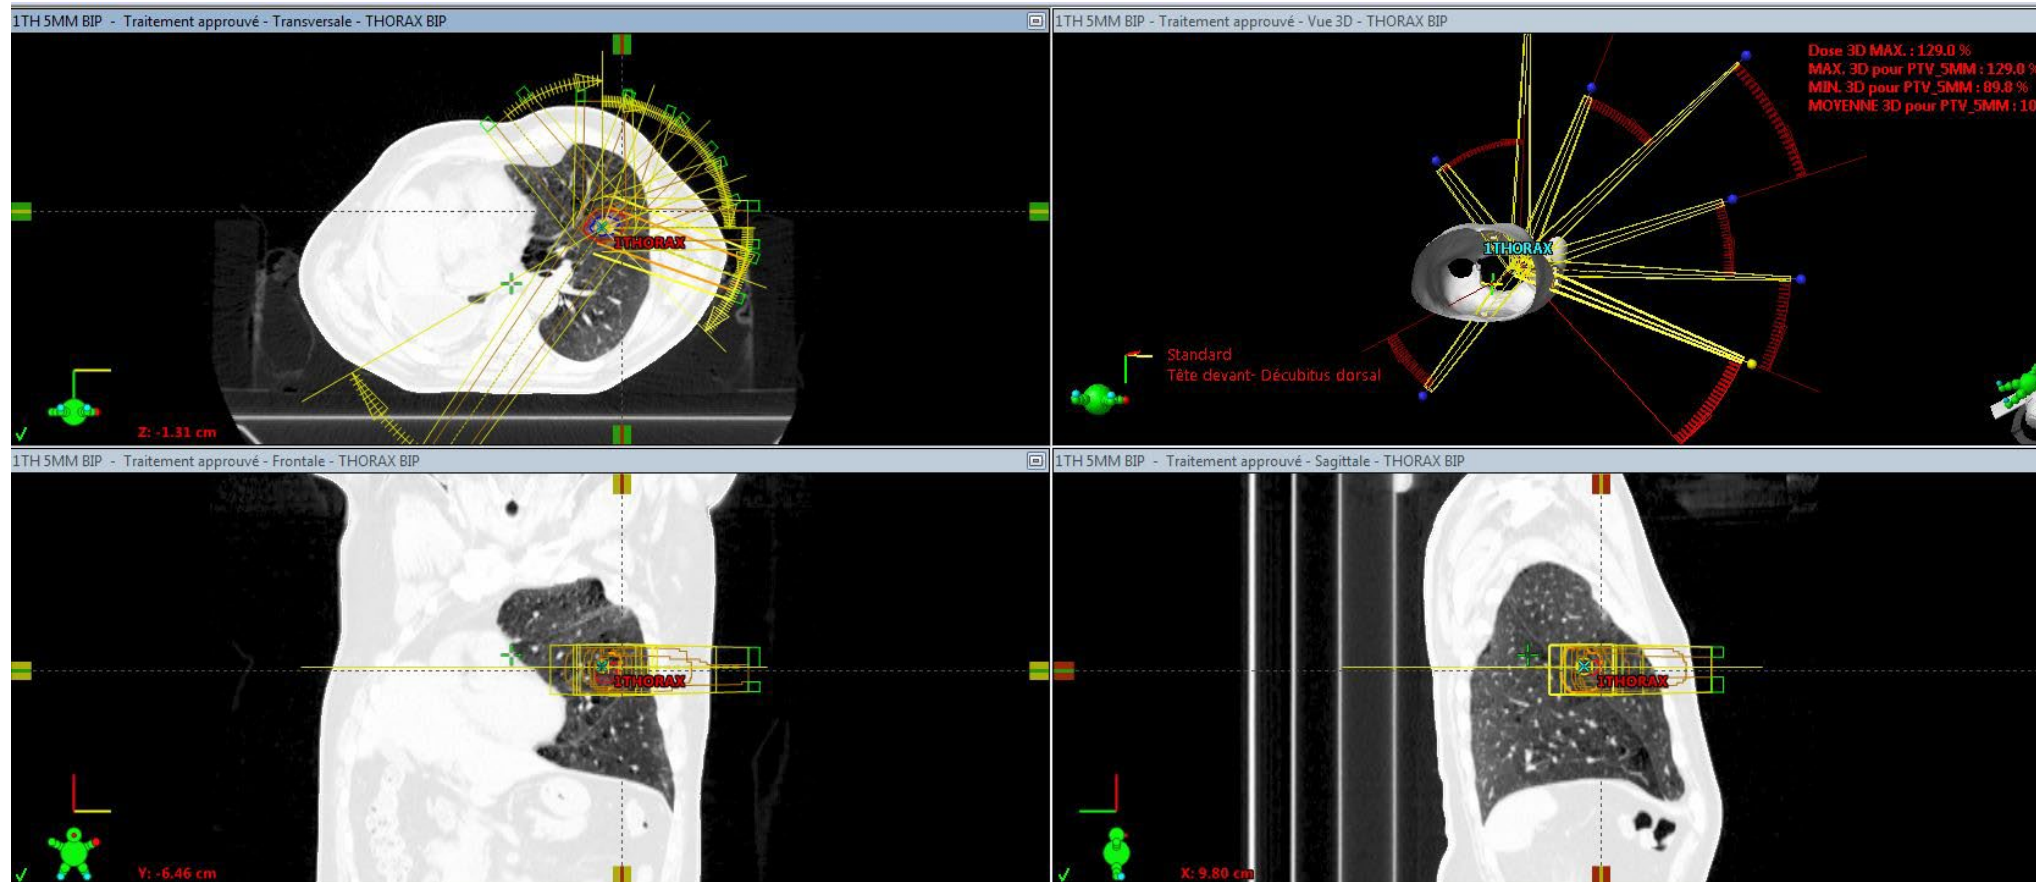 1TH 5MM BIP - Traitement approuvé - Transversale - THORAX BIP
1THORAX
Z: -1.31 cm
1TH 5MM BIP - Traitement approuvé - Vue 3D - THORAX BIP
Dose 3D MAX. : 129.0 %
MAX. 3D pour PTV_5MM : 129.0 %
MIN. 3D pour PTV_5MM : 89.8 %
MOYENNE 3D pour PTV_5MM : 10
1THORAX
Standard
Tête devant- Décubitus dorsal
1TH 5MM BIP - Traitement approuvé - Frontale - THORAX BIP
1THORAX
Y: -6.46 cm
1TH 5MM BIP - Traitement approuvé - Sagittale - THORAX BIP
1THORAX
X: 9.80 cm